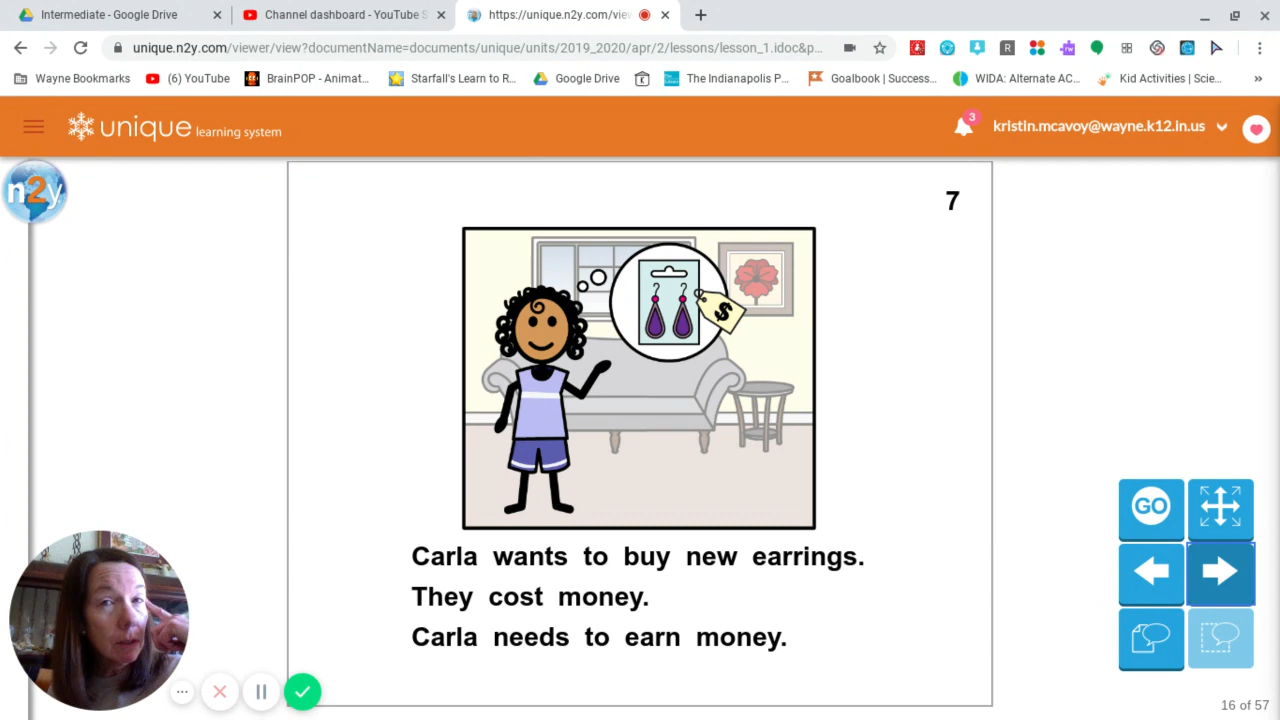 Intermediate - Google Drive
Channel dashboard - YouTube S
https://unique.n2y.com/viev
unique.n2y.com/viewer/view?documentName=documents/unique/units/2019_2020/apr/2/lessons/lesson_1.idoc&p...
Wayne Bookmarks
(6) YouTube
BrainPOP - Animat...
Starfall's Learn to R...
Google Drive
The Indianapolis P...
Goalbook | Success...
WIDA: Alternate AC...
Kid Activities | Scie...
»
unique learning system
3
kristin.mcavoy@wayne.k12.in.us
n2y
7
$
Carla wants to buy new earrings.
They cost money.
Carla needs to earn money.
GO
16 of 57